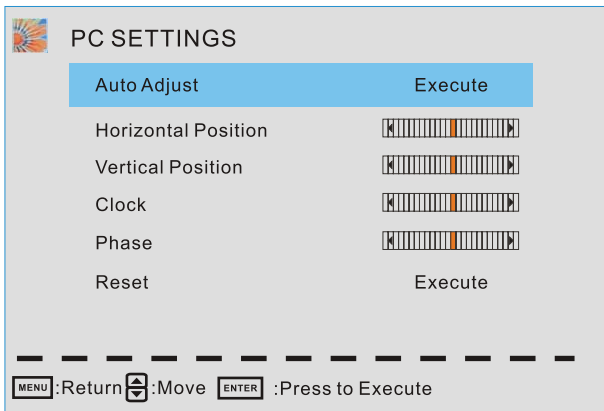 PC SETTINGS
Auto Adjust Execute
Horizontal Position
Vertical Position
Clock
Phase
Reset Execute
MENU :Return :Move ENTER :Press to Execute